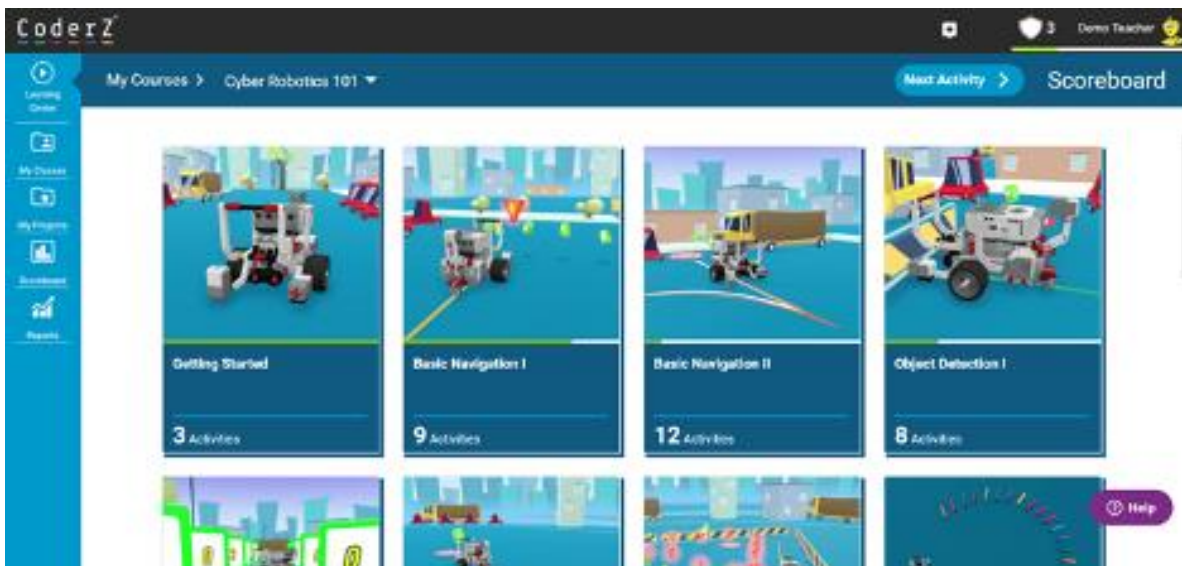 CoderZ
3 Demo Teacher
My Courses > Cyber Robotics 101
Next Activity >
Scoreboard
Learning
Center
My Classes
My Progress
Scoreboard
Reports
Getting Started
3 Activities
Basic Navigation I
9 Activities
Basic Navigation II
12 Activities
Object Detection I
8 Activities
? Help